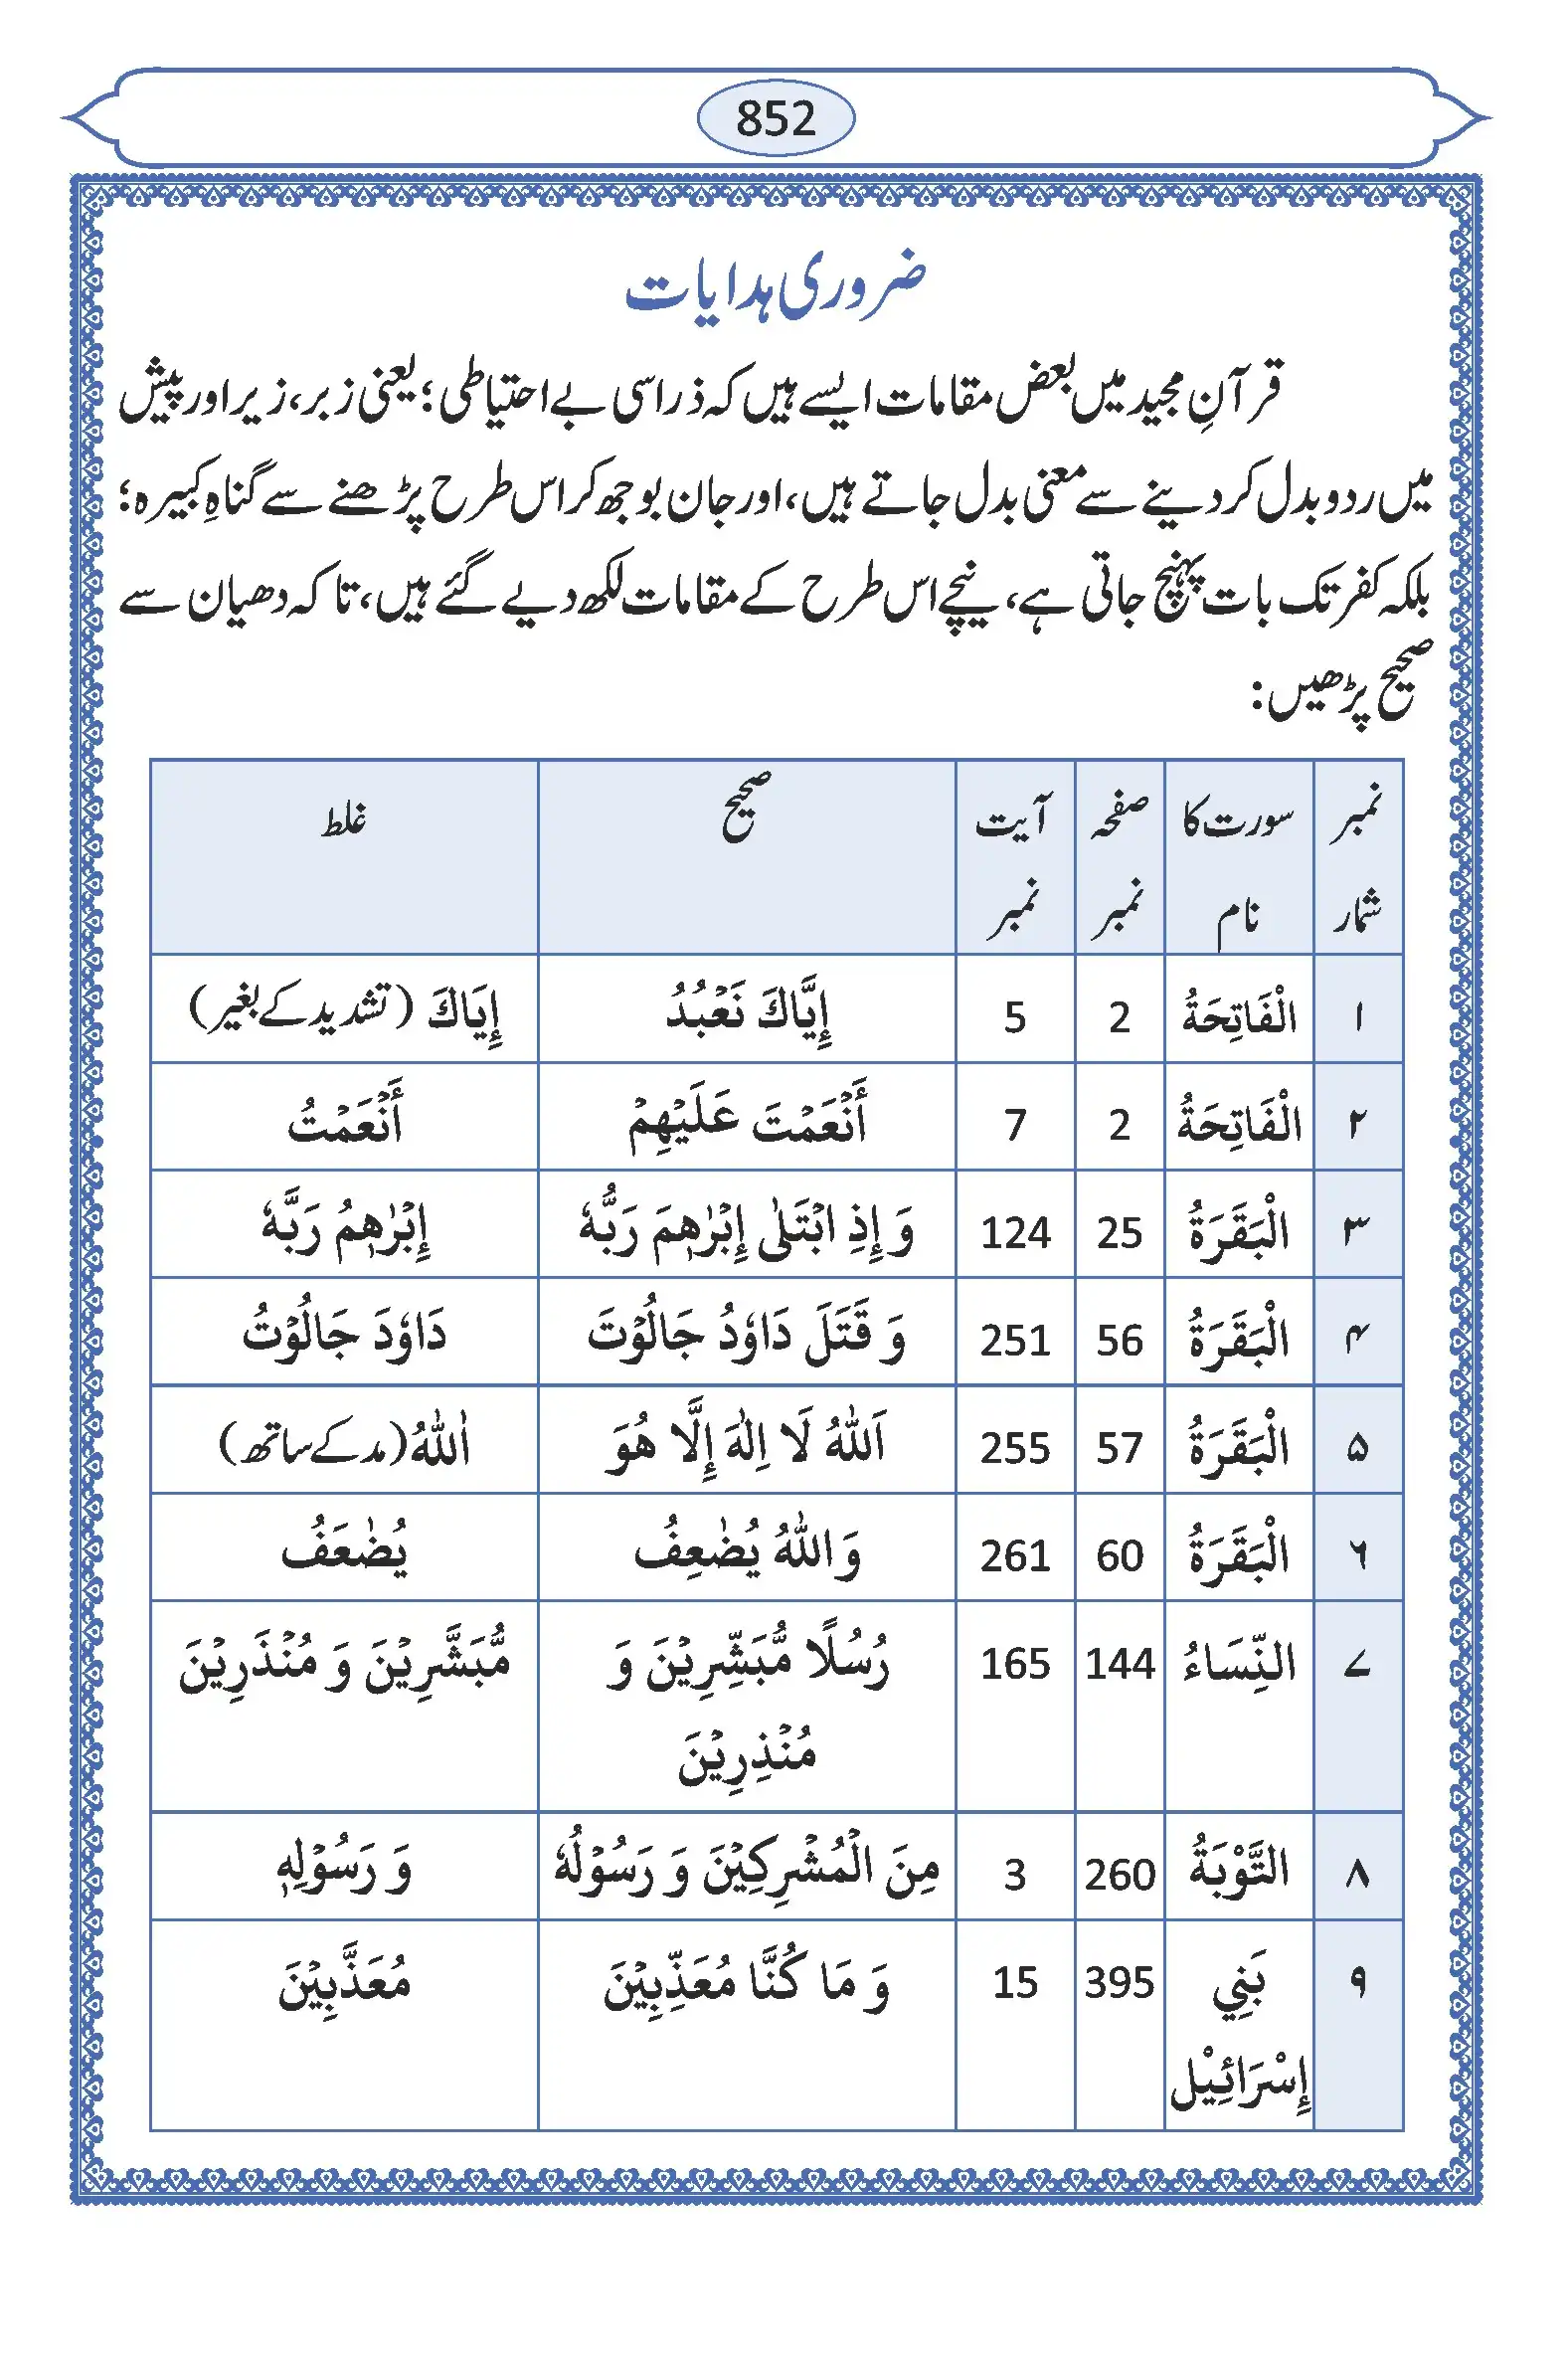 852
ضروری ہدایات
قرآنِ مجید میں بعض مقامات ایسے ہیں کہ ذرا سی بے احتیاطی؛ یعنی زبر، زیر اور پیش
میں ردو بدل کر دینے سے معنی بدل جاتے ہیں، اور جان بوجھ کر اس طرح پڑھنے سے گناہِ کبیرہ؛
بلکہ کفر تک بات پہنچ جاتی ہے، نیچے اس طرح کے مقامات لکھ دیے گئے ہیں، تاکہ دھیان سے
صحیح پڑھیں:
نمبر شمار | سورت کا نام | صفحہ نمبر | آیت نمبر | صحیح | غلط
۱ | الْفَاتِحَةُ | 2 | 5 | إِيَّاكَ نَعْبُدُ | إِيَاكَ (تشدید کے بغیر)
۲ | الْفَاتِحَةُ | 2 | 7 | أَنْعَمْتَ عَلَيْهِمْ | أَنْعَمْتُ
۳ | الْبَقَرَةُ | 25 | 124 | وَ إِذِ ابْتَلٰى إِبْرٰهٖمَ رَبُّهٗ | إِبْرٰهٖمُ رَبَّهٗ
۴ | الْبَقَرَةُ | 56 | 251 | وَ قَتَلَ دَاوٗدُ جَالُوْتَ | دَاوٗدَ جَالُوْتُ
۵ | الْبَقَرَةُ | 57 | 255 | اَللّٰهُ لَا اِلٰهَ إِلَّا هُوَ | اٰللّٰهُ (مد کے ساتھ)
۶ | الْبَقَرَةُ | 60 | 261 | وَاللّٰهُ يُضٰعِفُ | يُضٰعَفُ
۷ | النِّسَاءُ | 144 | 165 | رُسُلًا مُّبَشِّرِيْنَ وَ | مُّبَشَّرِيْنَ وَ مُنْذَرِيْنَ
مُنْذِرِيْنَ
۸ | التَّوْبَةُ | 260 | 3 | مِنَ الْمُشْرِكِيْنَ وَ رَسُوْلُهٗ | وَ رَسُوْلِهٖ
۹ | بَنِي | 395 | 15 | وَ مَا كُنَّا مُعَذِّبِيْنَ | مُعَذَّبِيْنَ
إِسْرَائِيْل